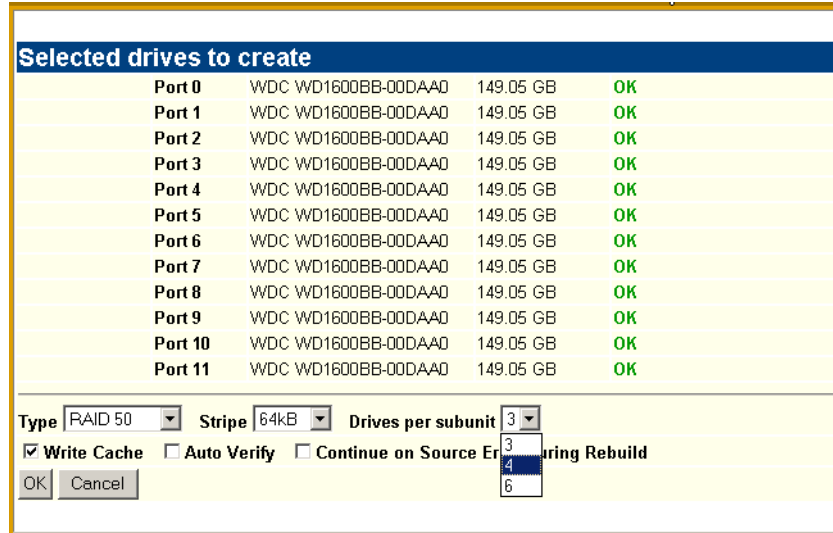 Selected drives to create
Port 0 WDC WD1600BB-00DAA0 149.05 GB OK
Port 1 WDC WD1600BB-00DAA0 149.05 GB OK
Port 2 WDC WD1600BB-00DAA0 149.05 GB OK
Port 3 WDC WD1600BB-00DAA0 149.05 GB OK
Port 4 WDC WD1600BB-00DAA0 149.05 GB OK
Port 5 WDC WD1600BB-00DAA0 149.05 GB OK
Port 6 WDC WD1600BB-00DAA0 149.05 GB OK
Port 7 WDC WD1600BB-00DAA0 149.05 GB OK
Port 8 WDC WD1600BB-00DAA0 149.05 GB OK
Port 9 WDC WD1600BB-00DAA0 149.05 GB OK
Port 10 WDC WD1600BB-00DAA0 149.05 GB OK
Port 11 WDC WD1600BB-00DAA0 149.05 GB OK
Type RAID 50 Stripe 64kB Drives per subunit 3
3
Write Cache Auto Verify Continue on Source Er uring Rebuild
4
OK Cancel 6